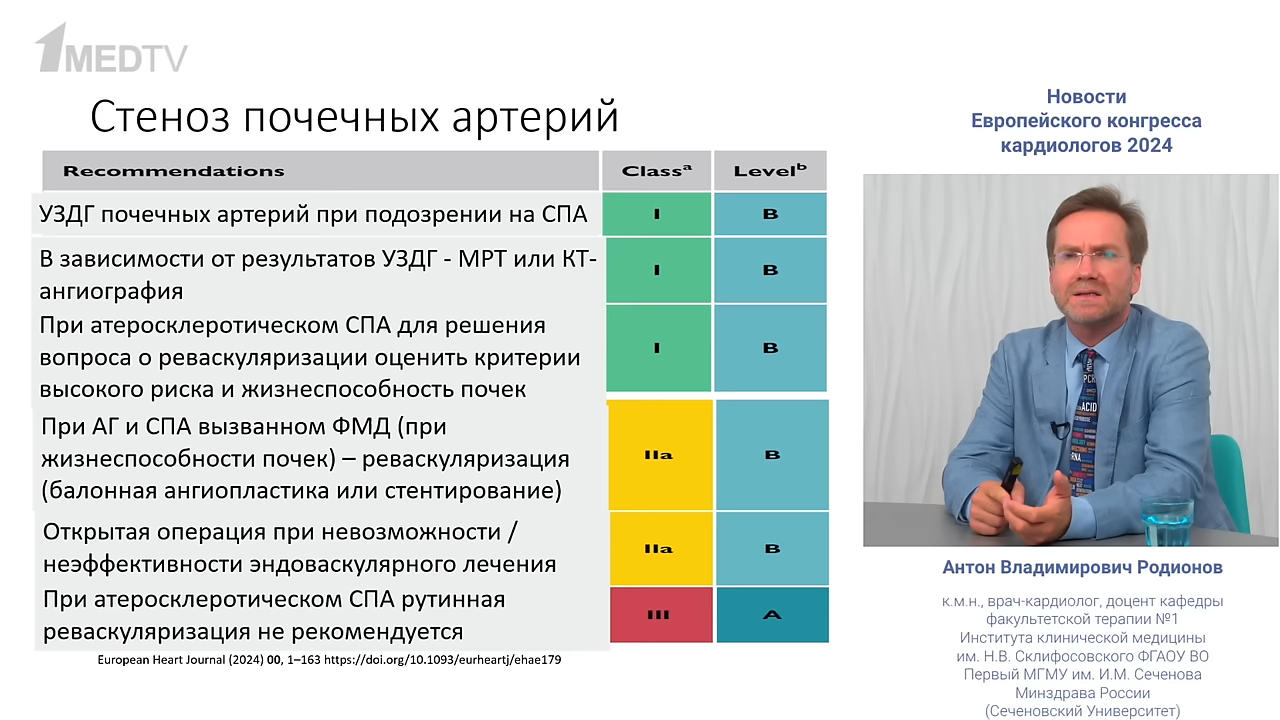 1MEDTV
Стеноз почечных артерий
Recommendations Classᵃ Levelᵇ
УЗДГ почечных артерий при подозрении на СПА I B
В зависимости от результатов УЗДГ - МРТ или КТ-
ангиография I B
При атеросклеротическом СПА для решения
вопроса о реваскуляризации оценить критерии
высокого риска и жизнеспособность почек I B
При АГ и СПА вызванном ФМД (при
жизнеспособности почек) – реваскуляризация
(балонная ангиопластика или стентирование) IIa B
Открытая операция при невозможности /
неэффективности эндоваскулярного лечения IIa B
При атеросклеротическом СПА рутинная
реваскуляризация не рекомендуется III A
European Heart Journal (2024) 00, 1–163 https://doi.org/10.1093/eurheartj/ehae179
Новости
Европейского конгресса
кардиологов 2024
ACID
RNA
Антон Владимирович Родионов
к.м.н., врач-кардиолог, доцент кафедры
факультетской терапии №1
Института клинической медицины
им. Н.В. Склифосовского ФГАОУ ВО
Первый МГМУ им. И.М. Сеченова
Минздрава России
(Сеченовский Университет)